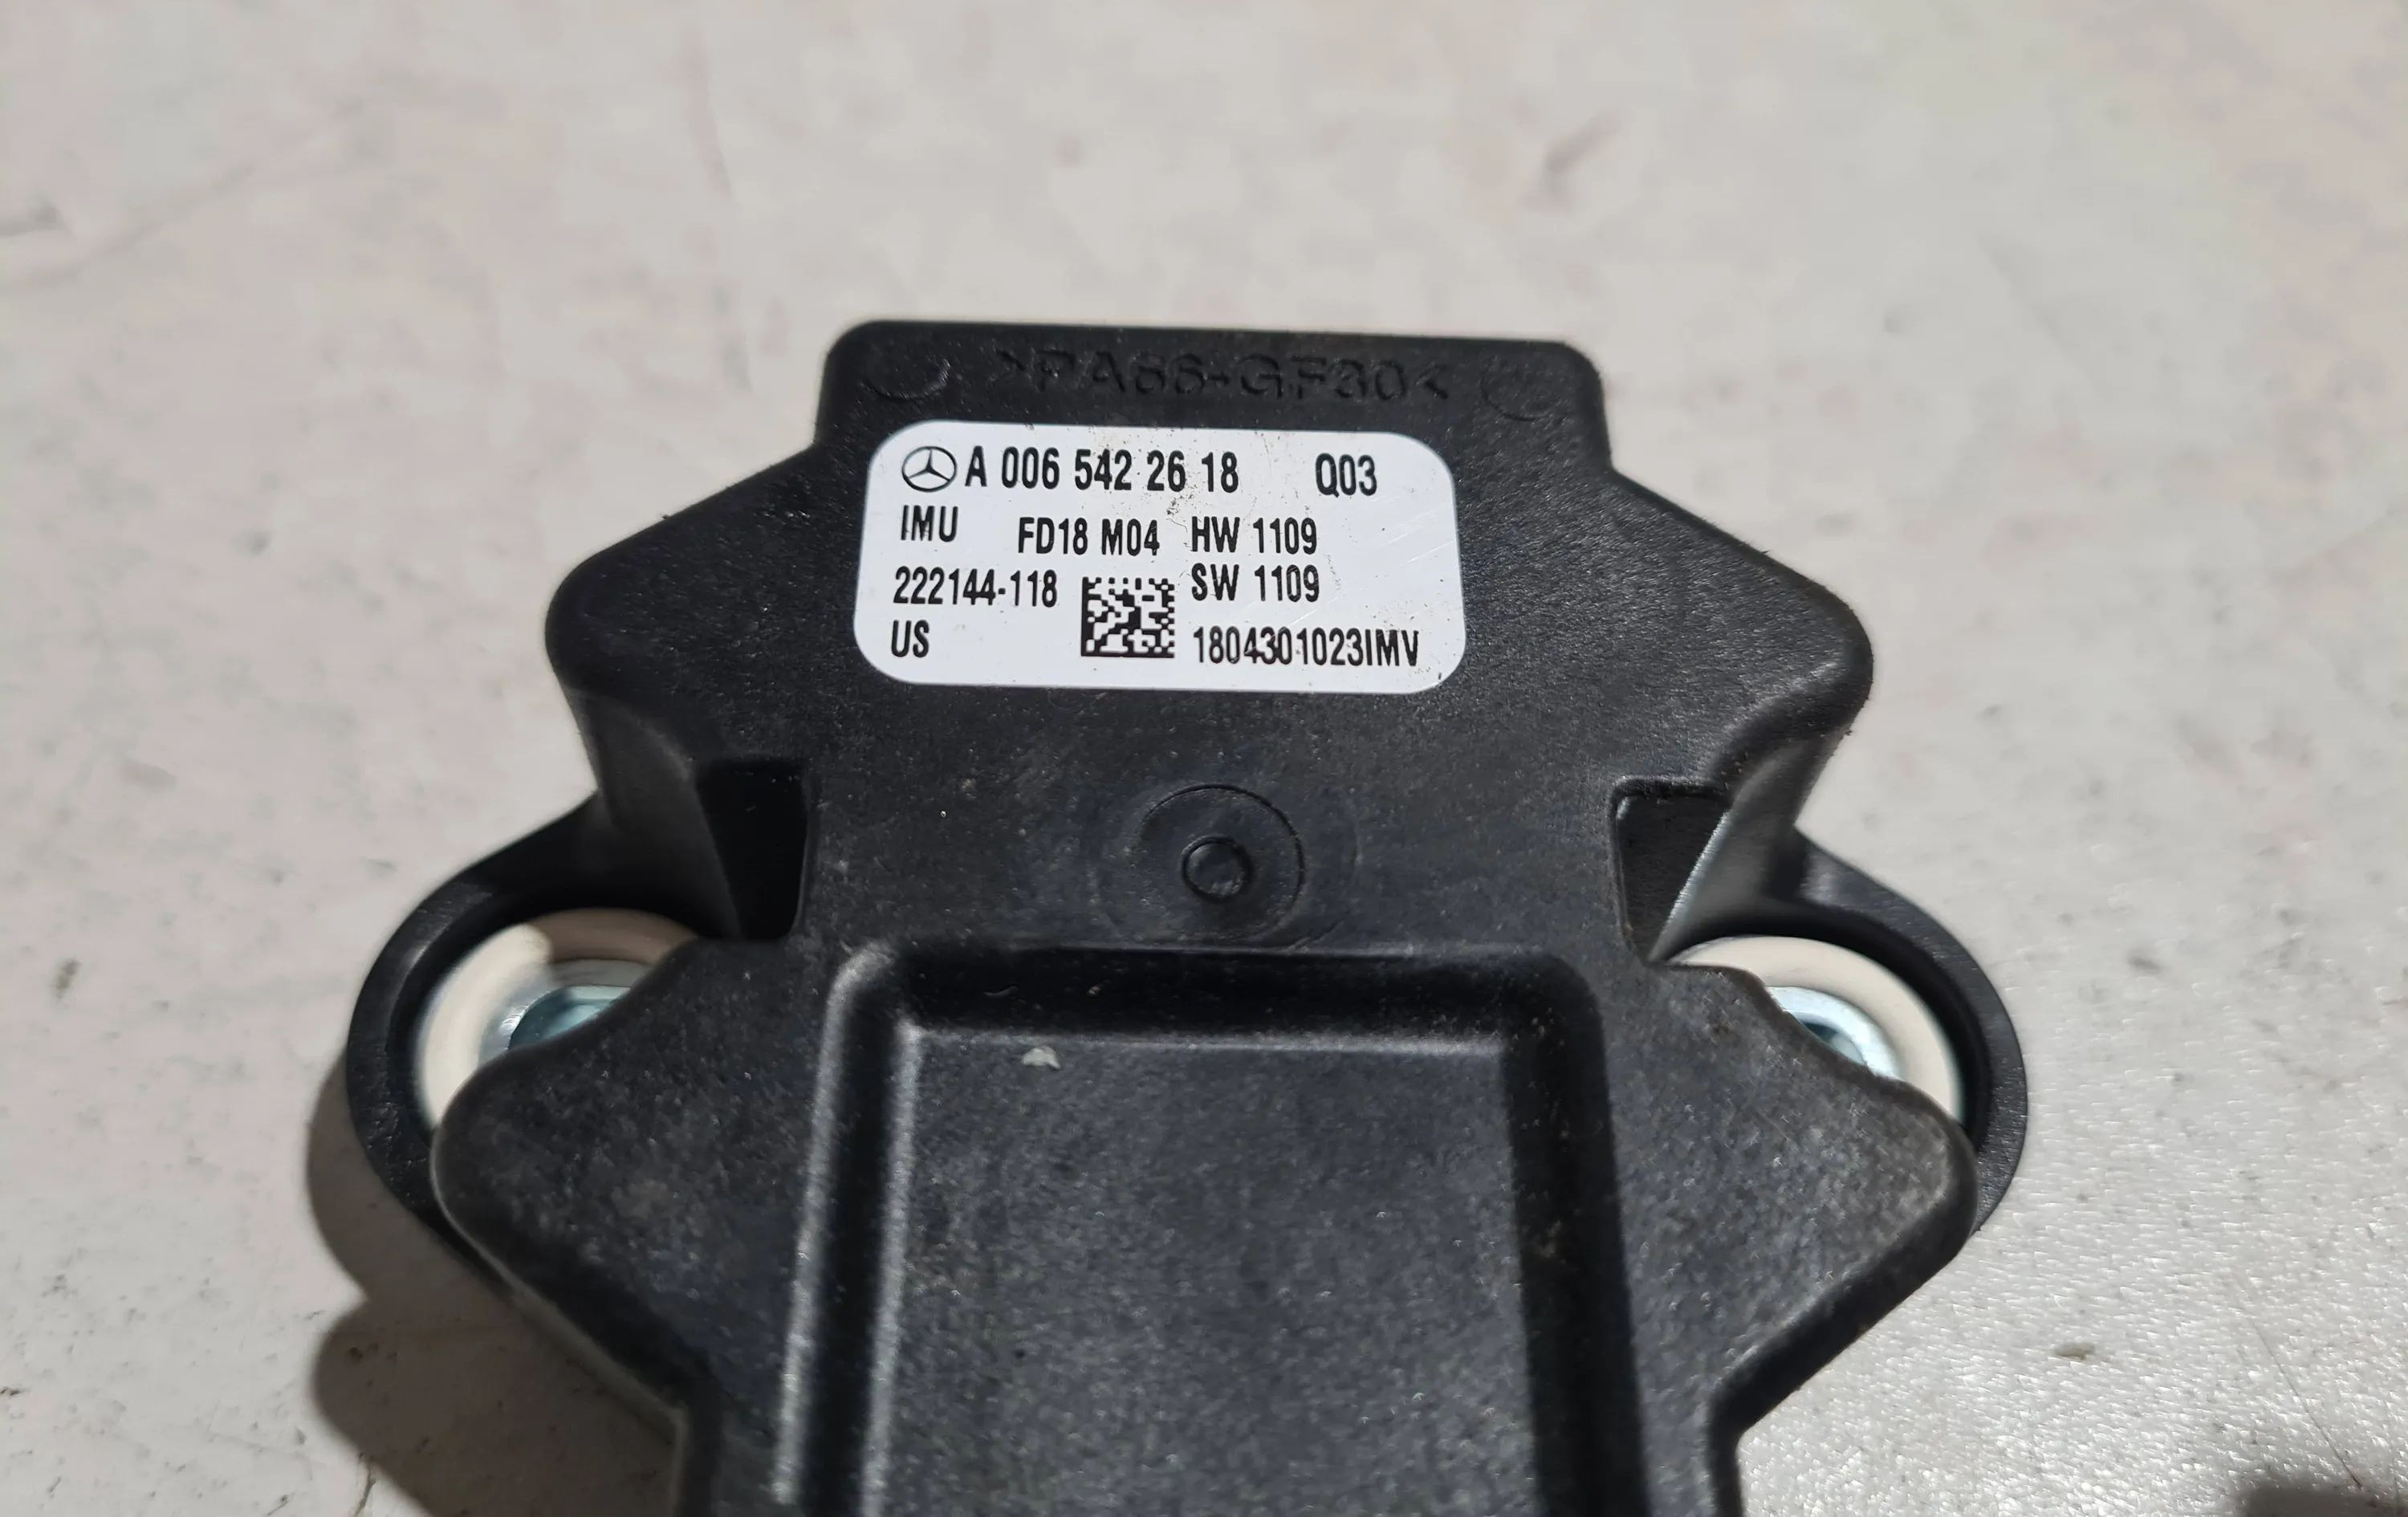 >PA66-GF30<
A 006 542 26 18 Q03
IMU FD18 M04 HW 1109
222144-118 SW 1109
US 1804301023IMV